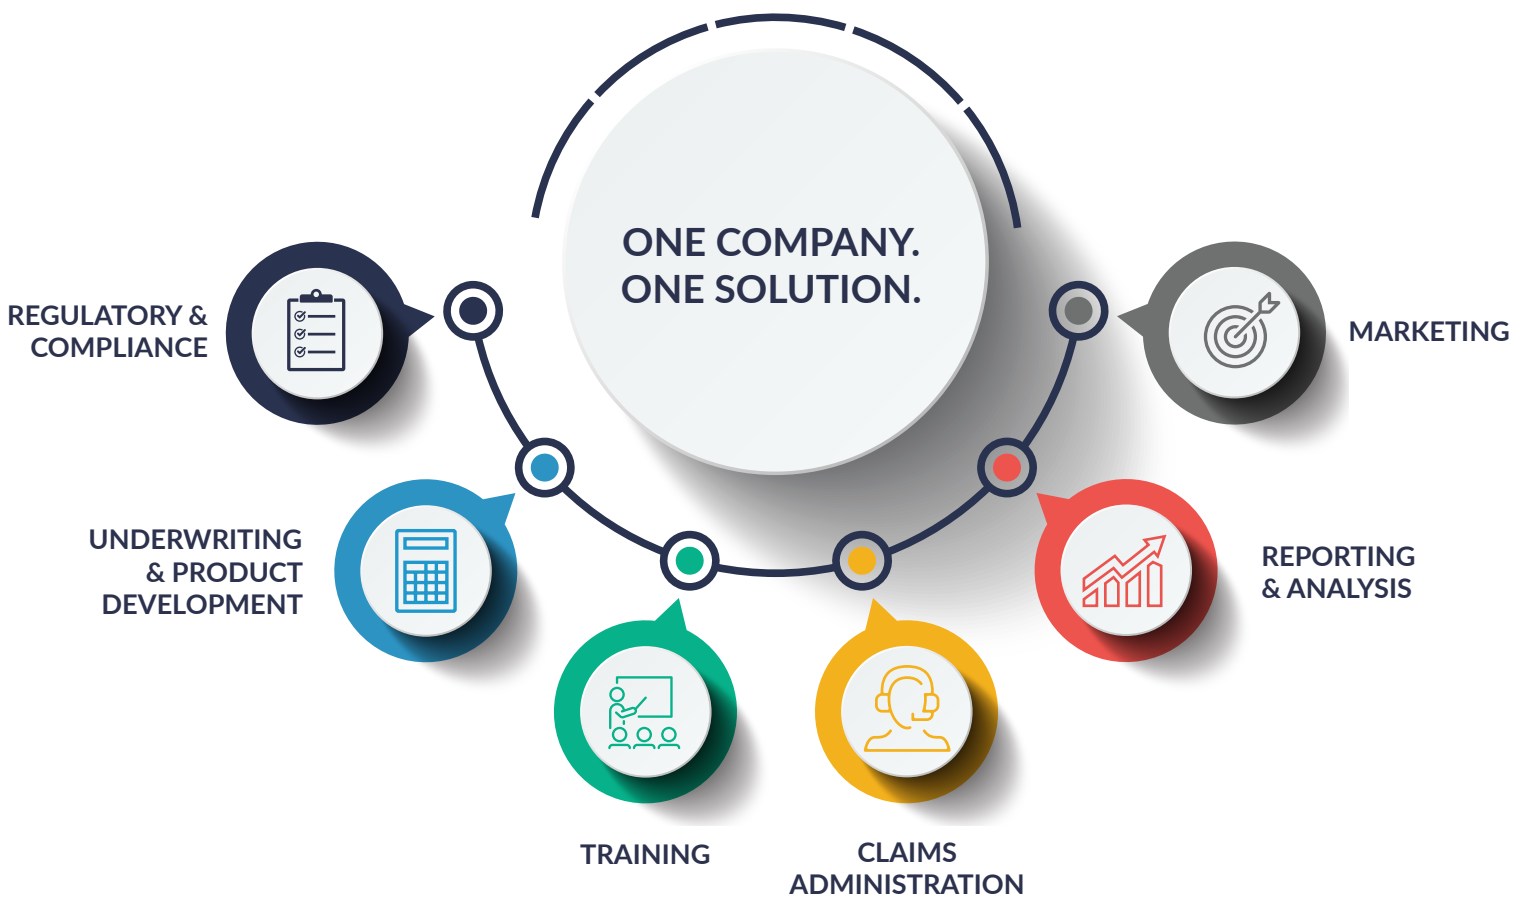 ONE COMPANY.
ONE SOLUTION.
REGULATORY &
COMPLIANCE
UNDERWRITING
& PRODUCT
DEVELOPMENT
TRAINING
CLAIMS
ADMINISTRATION
REPORTING
& ANALYSIS
MARKETING